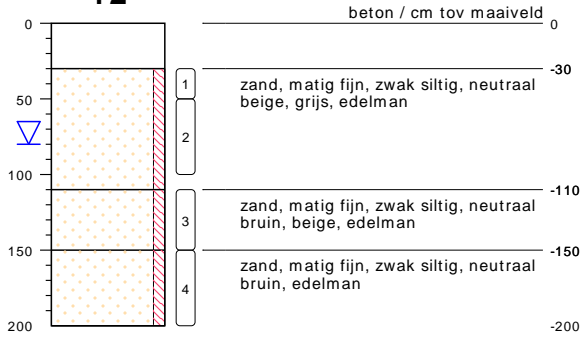 beton / cm tov maaiveld
0
0
-30
1
zand, matig fijn, zwak siltig, neutraal
beige, grijs, edelman
50
2
100
-110
zand, matig fijn, zwak siltig, neutraal
bruin, beige, edelman
3
150
-150
zand, matig fijn, zwak siltig, neutraal
bruin, edelman
4
200
-200